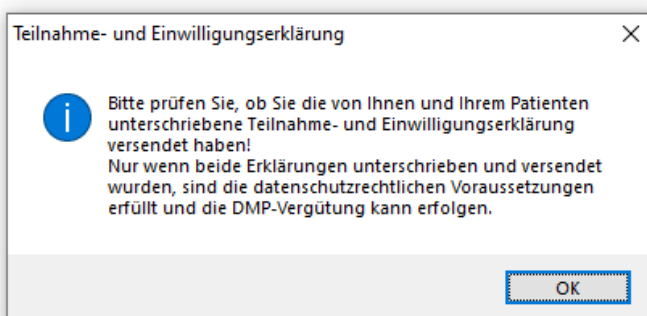 Teilnahme- und Einwilligungserklärung
Bitte prüfen Sie, ob Sie die von Ihnen und Ihrem Patienten
unterschriebene Teilnahme- und Einwilligungserklärung
versendet haben!
Nur wenn beide Erklärungen unterschrieben und versendet
wurden, sind die datenschutzrechtlichen Voraussetzungen
erfüllt und die DMP-Vergütung kann erfolgen.
OK